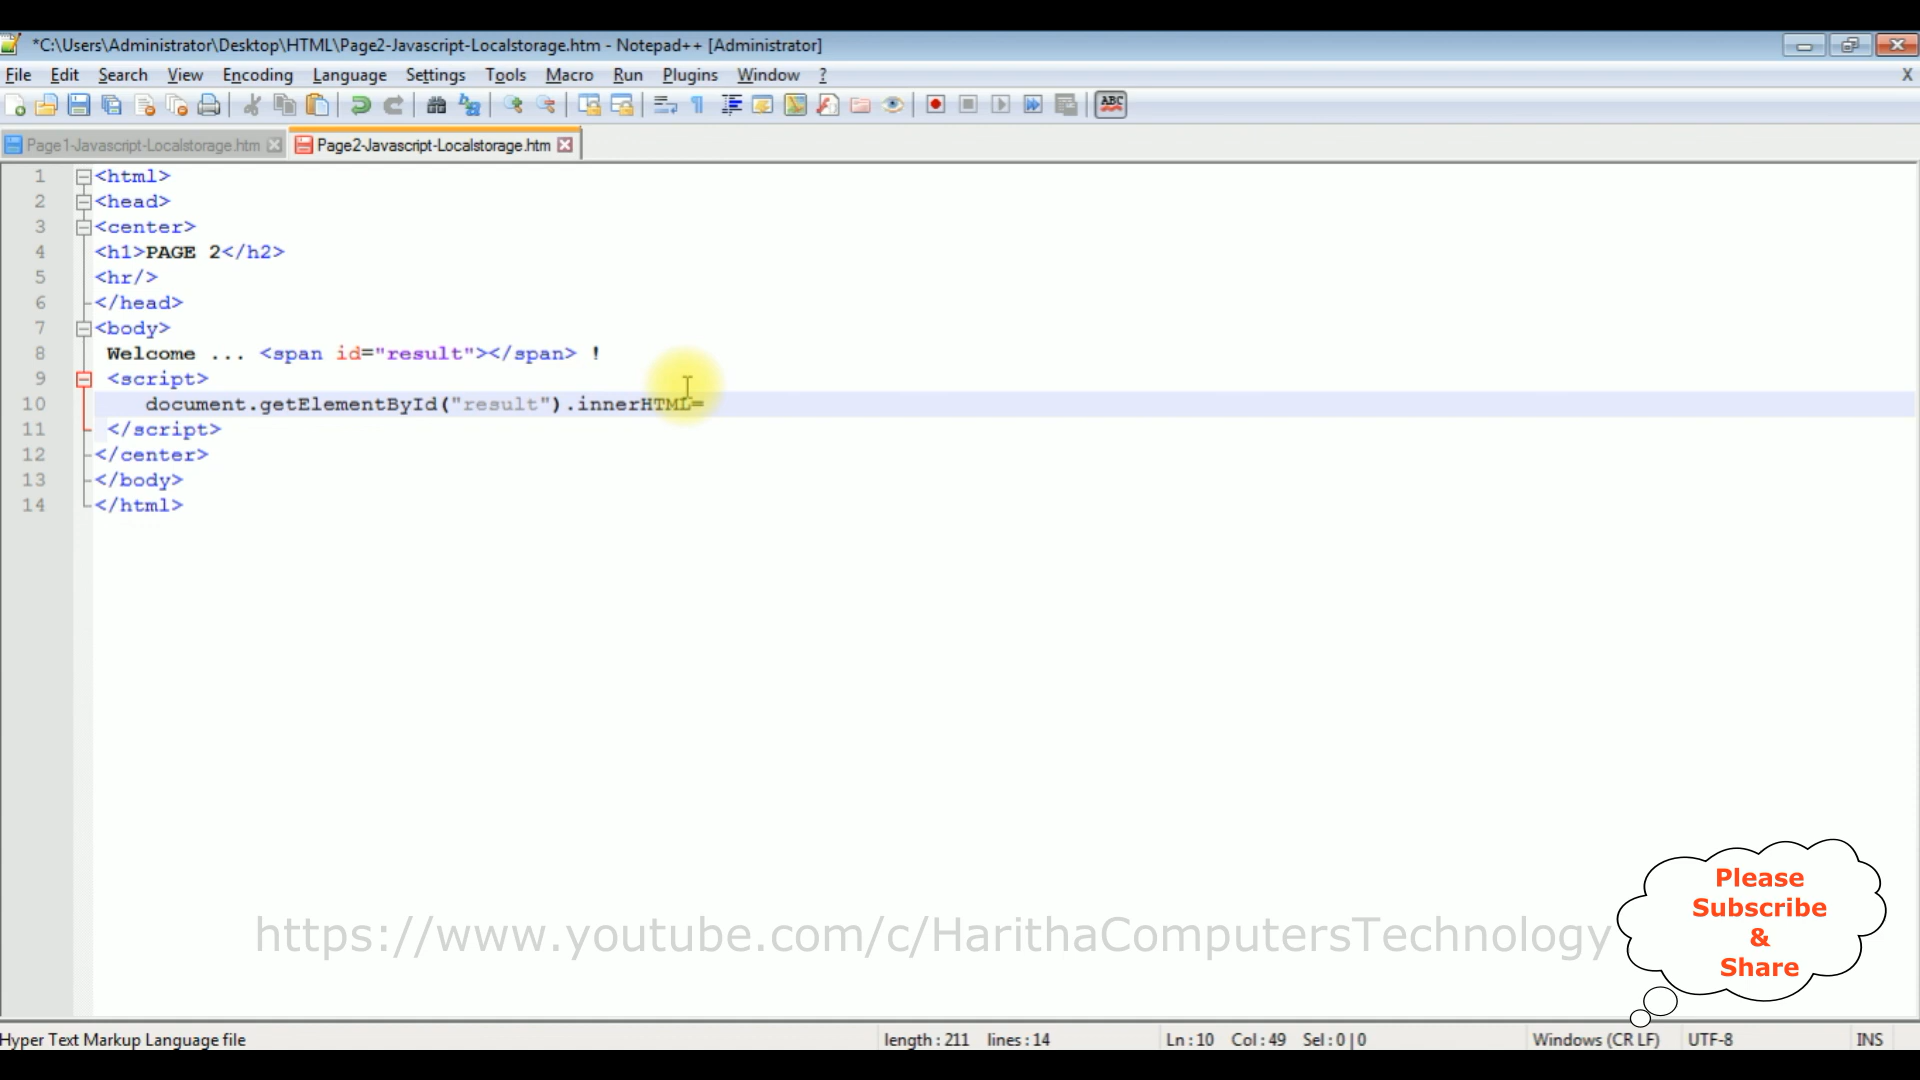 *C:\Users\Administrator\Desktop\HTML\Page2-Javascript-Localstorage.htm - Notepad++ [Administrator]
File Edit Search View Encoding Language Settings Tools Macro Run Plugins Window ? X
ABC
Page1-Javascript-Localstorage.htm Page2-Javascript-Localstorage.htm
1 <html>
2 <head>
3 <center>
4 <h1>PAGE 2</h2>
5 <hr/>
6 </head>
7 <body>
8 Welcome ... <span id="result"></span> !
9 <script>
10 document.getElementById("result").innerHTML=
11 </script>
12 </center>
13 </body>
14 </html>
https://www.youtube.com/c/HarithaComputersTechnology
Please
Subscribe
&
Share
Hyper Text Markup Language file length : 211 lines : 14 Ln : 10 Col : 49 Sel : 0 | 0 Windows (CR LF) UTF-8 INS